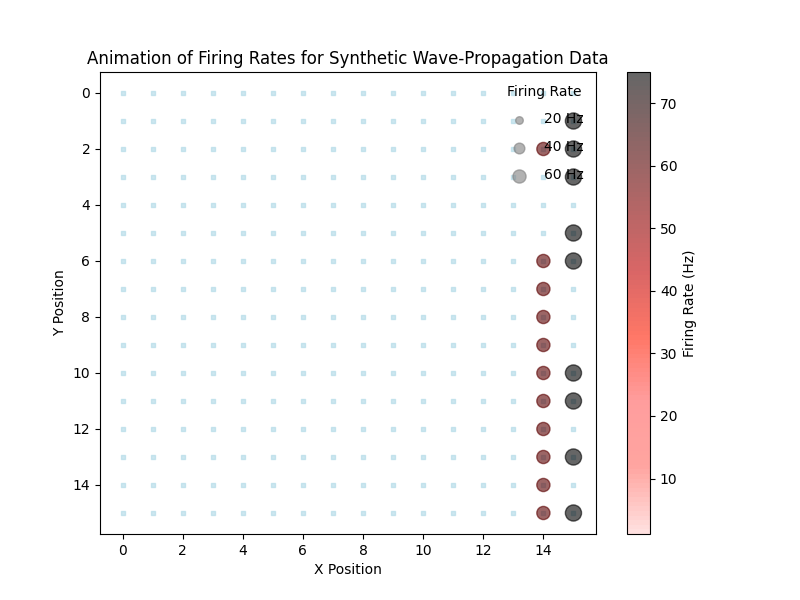 Animation of Firing Rates for Synthetic Wave-Propagation Data
Firing Rate
20 Hz
40 Hz
60 Hz
0
2
4
6
8
10
12
14
Y Position
0
2
4
6
8
10
12
14
X Position
70
60
50
40
30
20
10
Firing Rate (Hz)